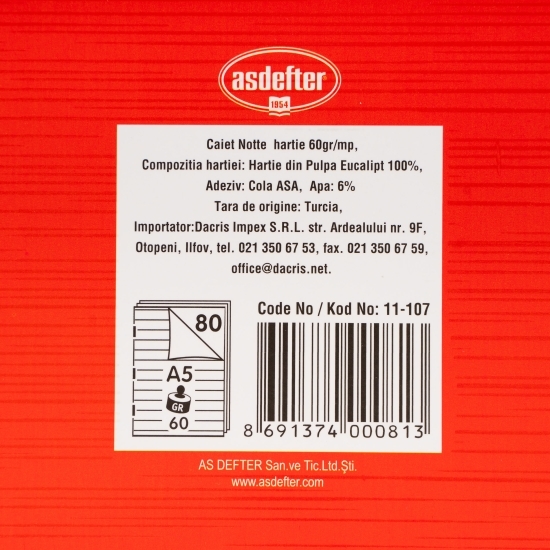 asdefter
1954
Caiet Notte hartie 60gr/mp,
Compozitia hartiei: Hartie din Pulpa Eucalipt 100%,
Adeziv: Cola ASA, Apa: 6%
Tara de origine: Turcia,
Importator:Dacris Impex S.R.L. str. Ardealului nr. 9F,
Otopeni, Ilfov, tel. 021 350 67 53, fax. 021 350 67 59,
office@dacris.net.
Code No / Kod No: 11-107
80
A5
GR
60
8 691374 000813
AS DEFTER San.ve Tic.Ltd.Şti.
www.asdefter.com